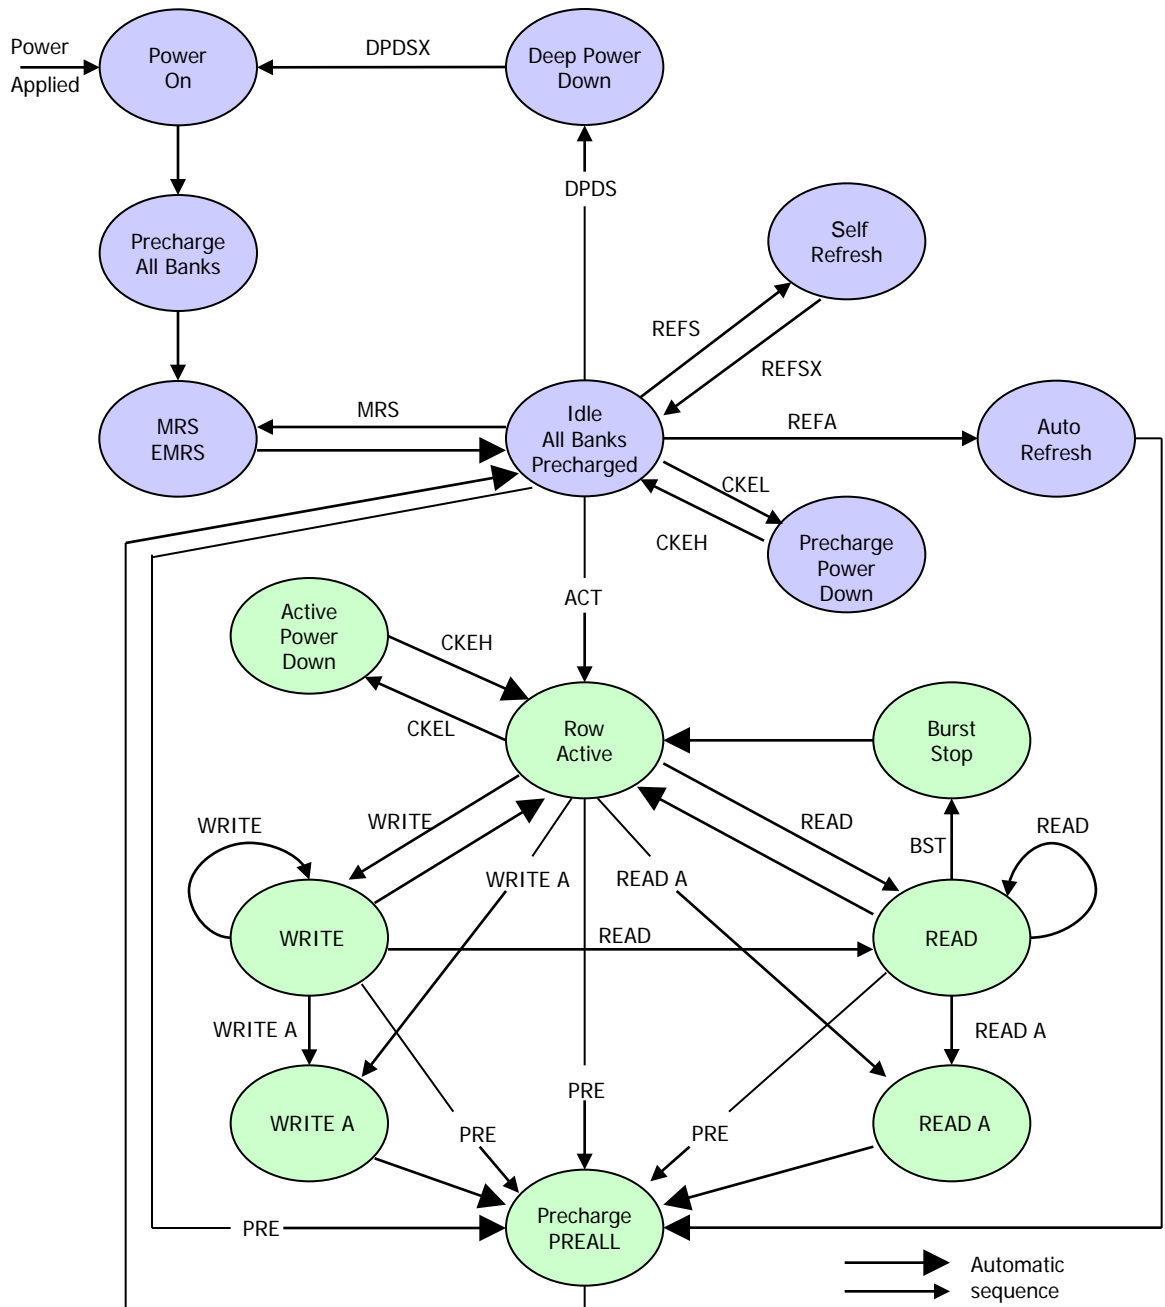 Power
Applied
Power
On
DPDSX
Deep Power
Down
DPDS
Precharge
All Banks
Self
Refresh
REFS
REFSX
MRS
EMRS
MRS
Idle
All Banks
Precharged
REFA
Auto
Refresh
CKEL
CKEH
Precharge
Power
Down
ACT
Active
Power
Down
CKEH
CKEL
Row
Active
Burst
Stop
WRITE
WRITE
READ
BST
READ
WRITE A
READ A
WRITE
READ
READ
WRITE A
READ A
WRITE A
PRE
READ A
PRE
PRE
PRE
Precharge
PREALL
Automatic
sequence